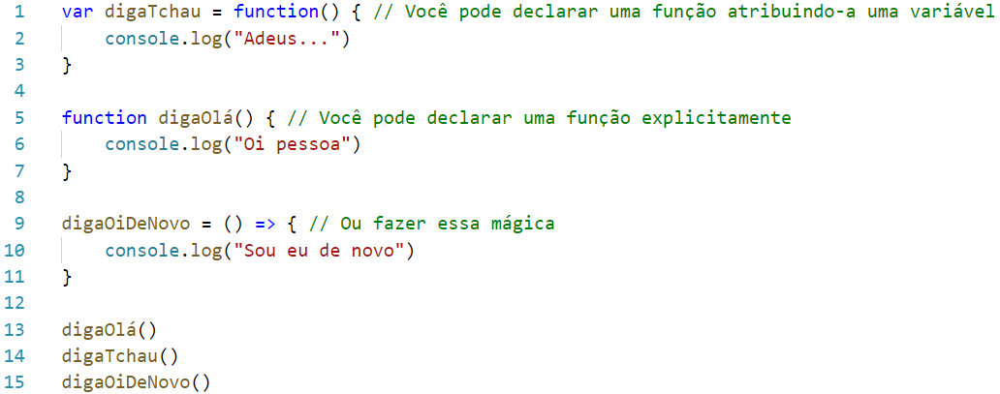 1 var digaTchau = function() { // Você pode declarar uma função atribuindo-a uma variável
2 console.log("Adeus...")
3 }
4
5 function digaOlá() { // Você pode declarar uma função explicitamente
6 console.log("Oi pessoa")
7 }
8
9 digaOiDeNovo = () => { // Ou fazer essa mágica
10 console.log("Sou eu de novo")
11 }
12
13 digaOlá()
14 digaTchau()
15 digaOiDeNovo()